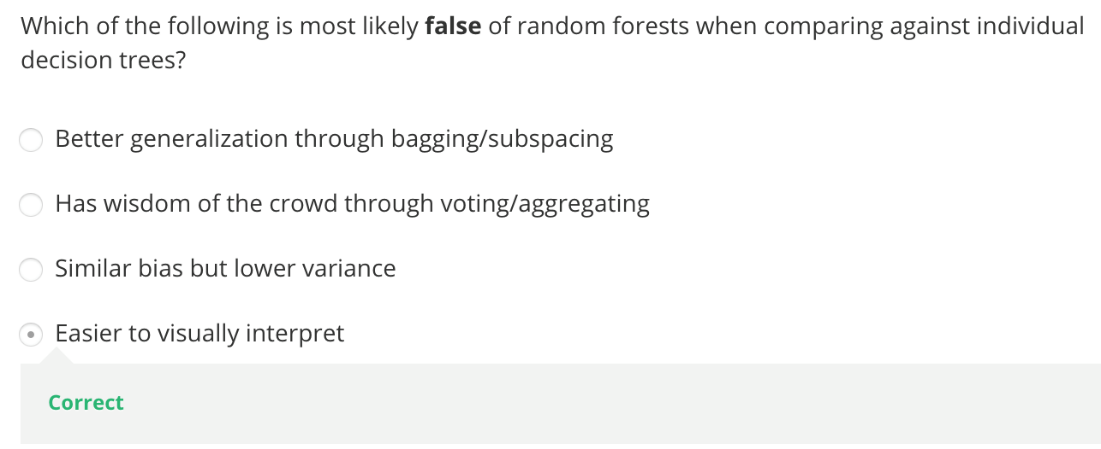 Which of the following is most likely false of random forests when comparing against individual
decision trees?
Better generalization through bagging/subspacing
Has wisdom of the crowd through voting/aggregating
Similar bias but lower variance
Easier to visually interpret
Correct